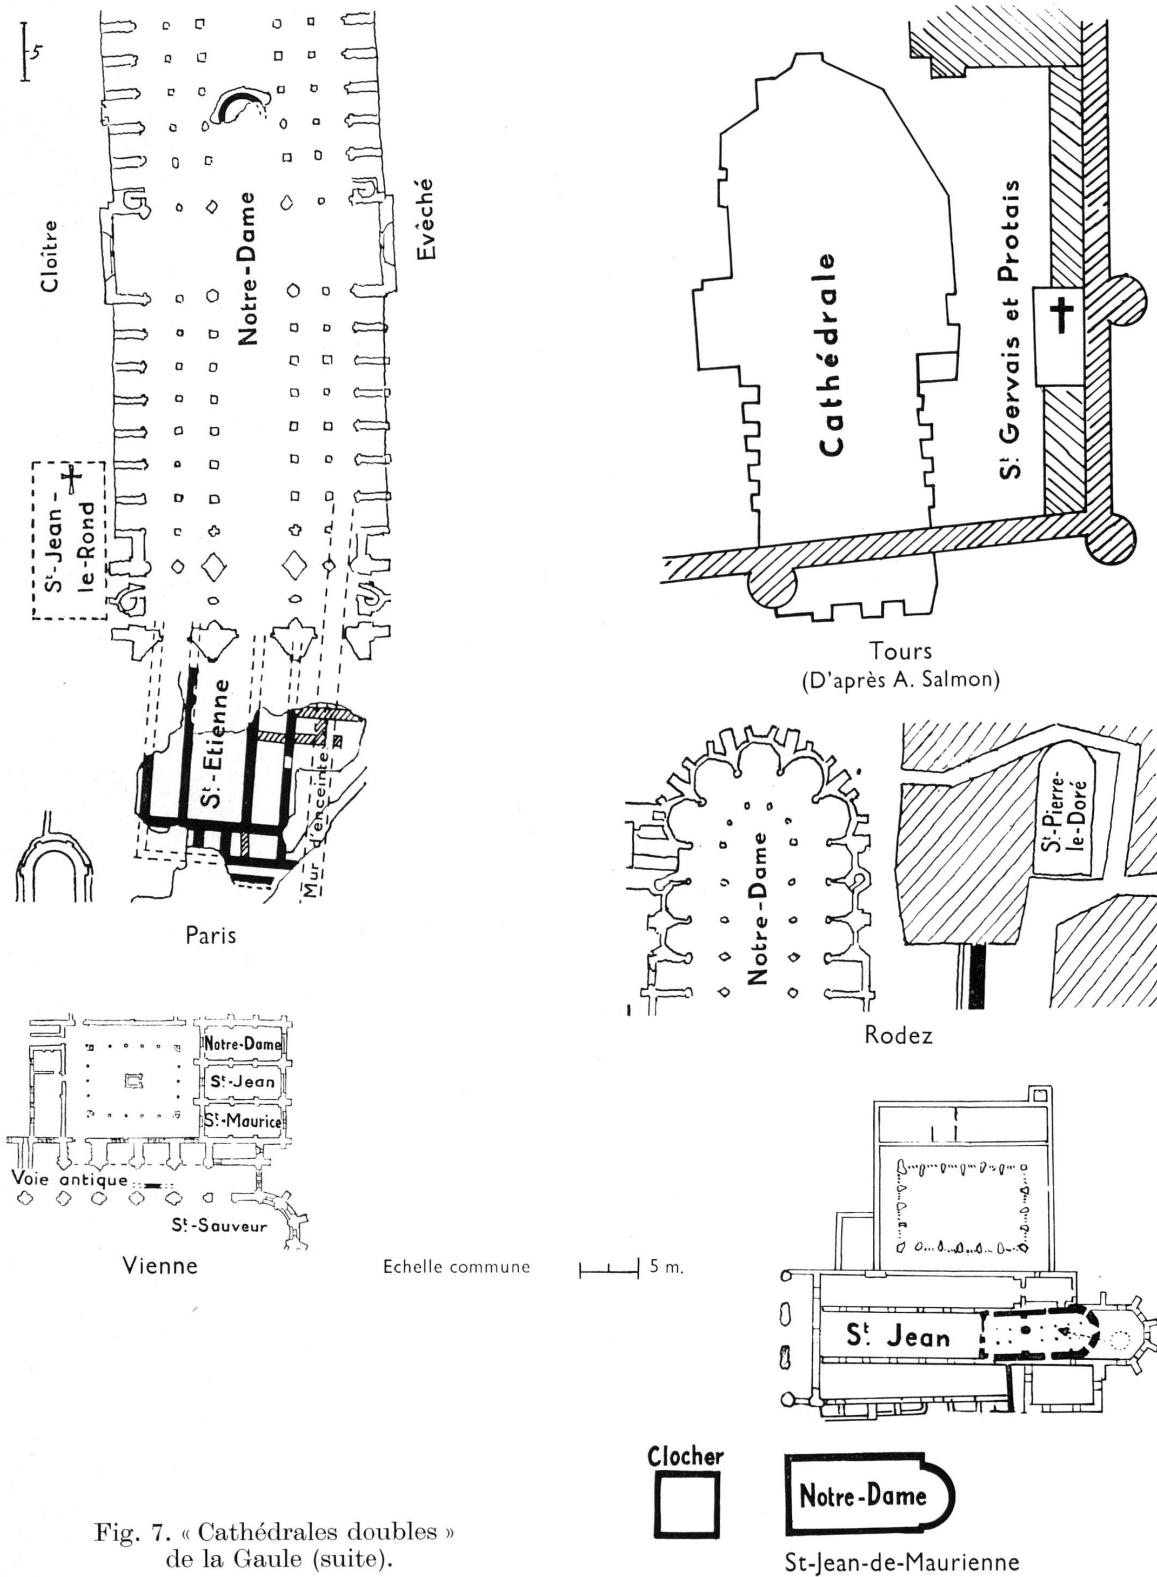 5
Cloître
Notre-Dame
Evêché
St-Jean-
le-Rond
St-Etienne
Mur d'enceinte
Paris
Cathédrale
St Gervais et Protais
Tours
(D'après A. Salmon)
Notre-Dame
St-Pierre-
le-Doré
Rodez
Notre-Dame
St-Jean
St-Maurice
Voie antique
St-Sauveur
Vienne
Echelle commune 5 m.
St Jean
Clocher
Notre-Dame
St-Jean-de-Maurienne
Fig. 7. « Cathédrales doubles »
de la Gaule (suite).